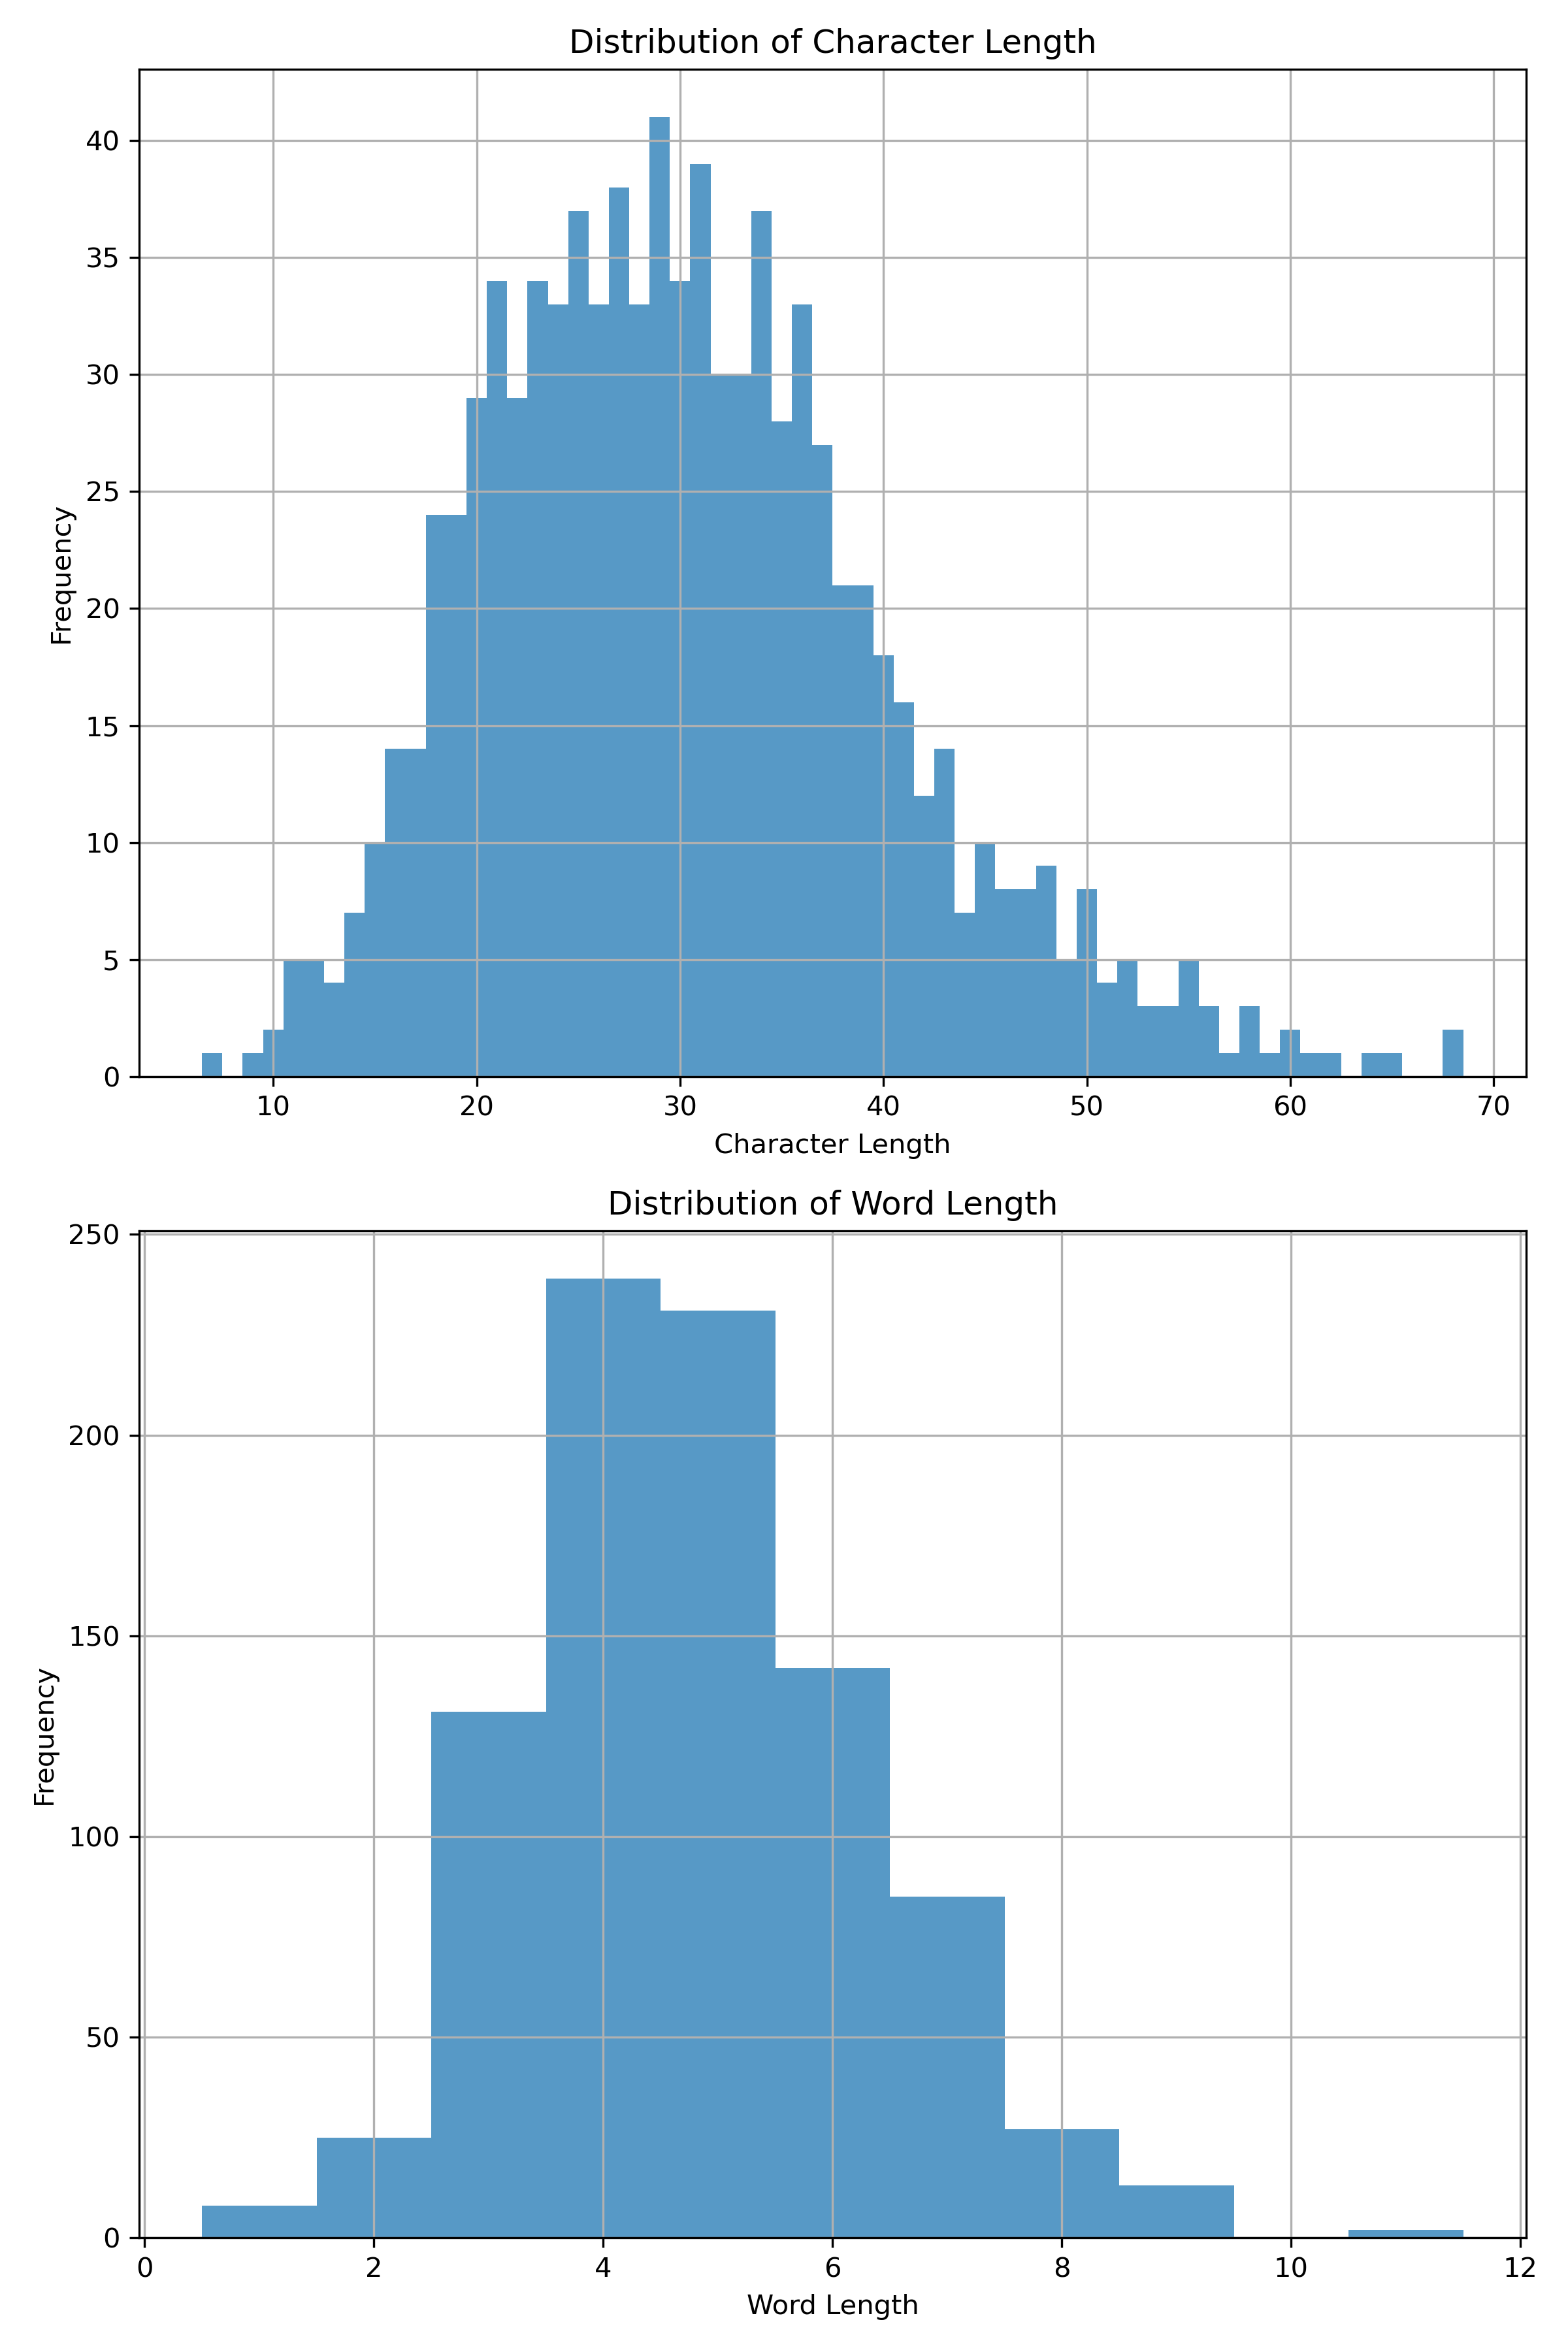 Distribution of Character Length
40
35
30
25
20
15
10
5
0
Frequency
10 20 30 40 50 60 70
Character Length
Distribution of Word Length
250
200
150
100
50
0
Frequency
0 2 4 6 8 10 12
Word Length